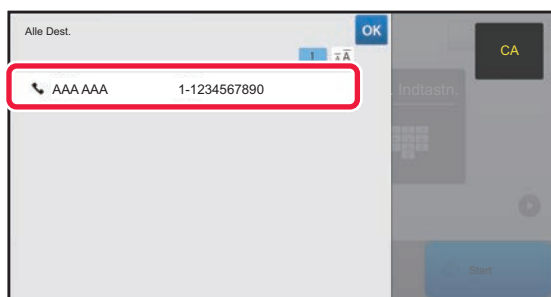 Alle Dest.
OK
CA
1
AAA AAA 1-1234567890
Indtastn.
Start